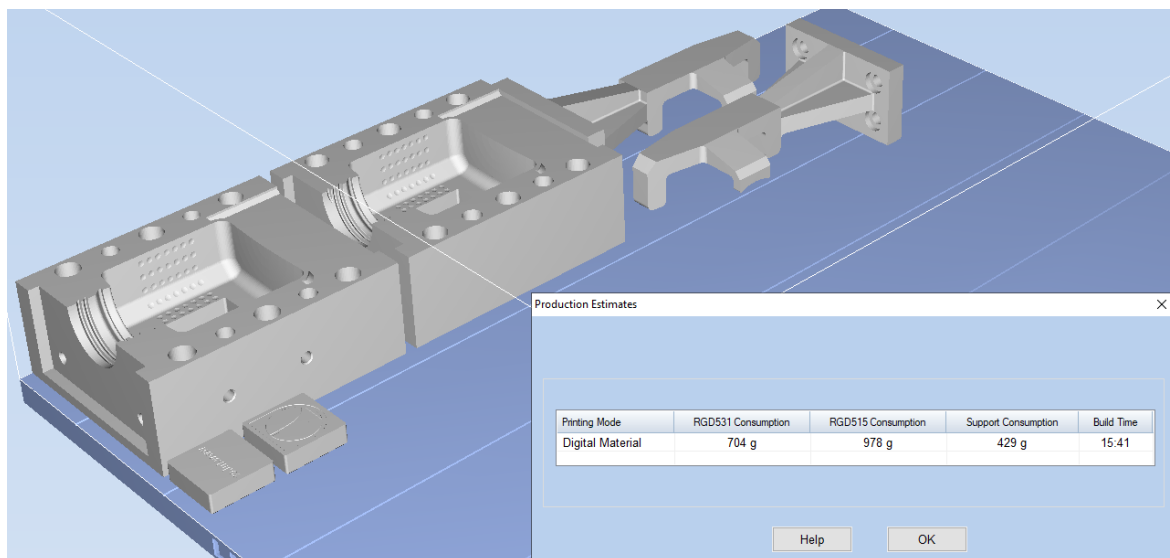 Production Estimates
Printing Mode RGD531 Consumption RGD515 Consumption Support Consumption Build Time
Digital Material 704 g 978 g 429 g 15:41
Help OK